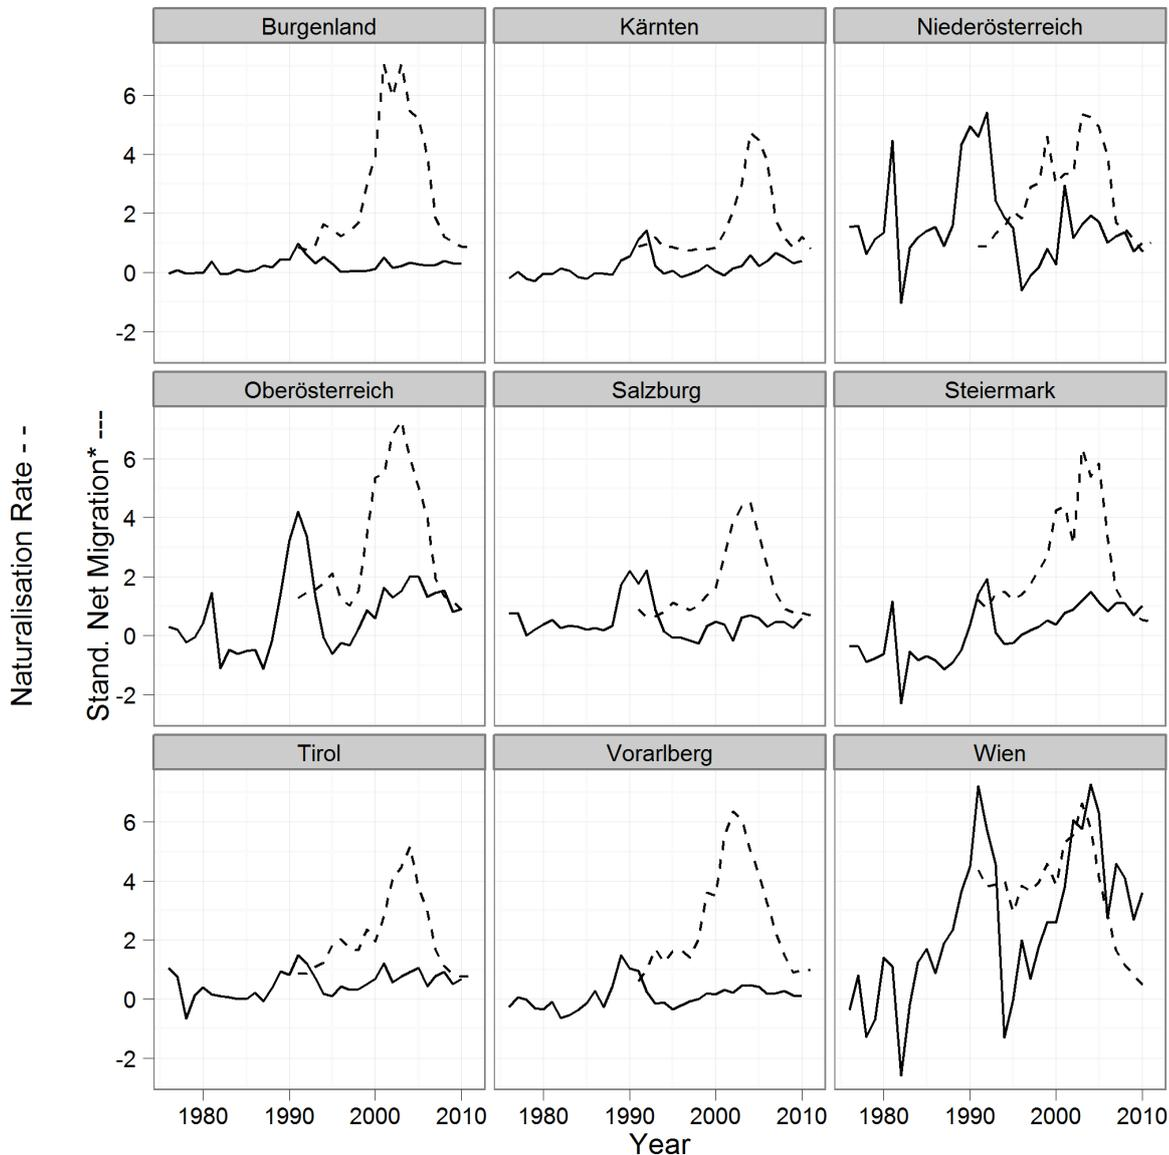 Burgenland Kärnten Niederösterreich
6
4
2
0
-2
Oberösterreich Salzburg Steiermark
6
4
2
0
-2
Naturalisation Rate - -
Stand. Net Migration* ---
Tirol Vorarlberg Wien
6
4
2
0
-2
1980 1990 2000 2010 1980 1990 2000 2010 1980 1990 2000 2010
Year